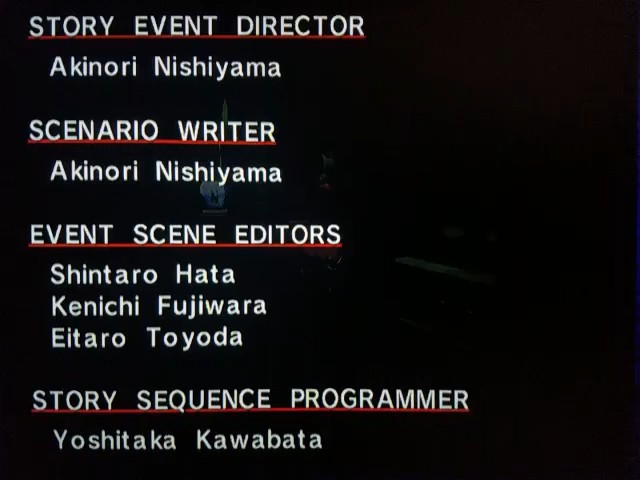 STORY EVENT DIRECTOR
Akinori Nishiyama
SCENARIO WRITER
Akinori Nishiyama
EVENT SCENE EDITORS
Shintaro Hata
Kenichi Fujiwara
Eitaro Toyoda
STORY SEQUENCE PROGRAMMER
Yoshitaka Kawabata